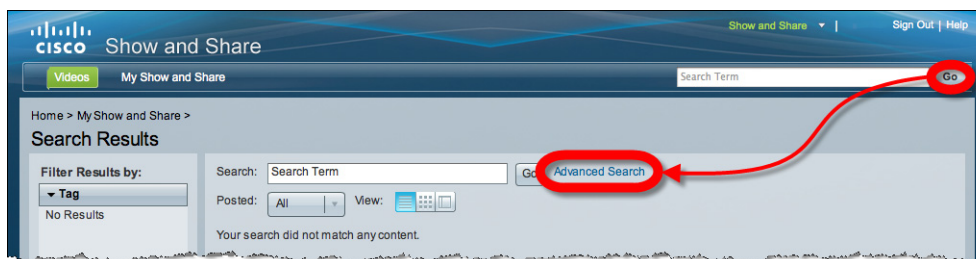 Show and Share Sign Out | Help
CISCO Show and Share
Videos My Show and Share Search Term Go
Home > My Show and Share >
Search Results
Filter Results by: Search: Search Term Go Advanced Search
Tag Posted: All View:
No Results
Your search did not match any content.